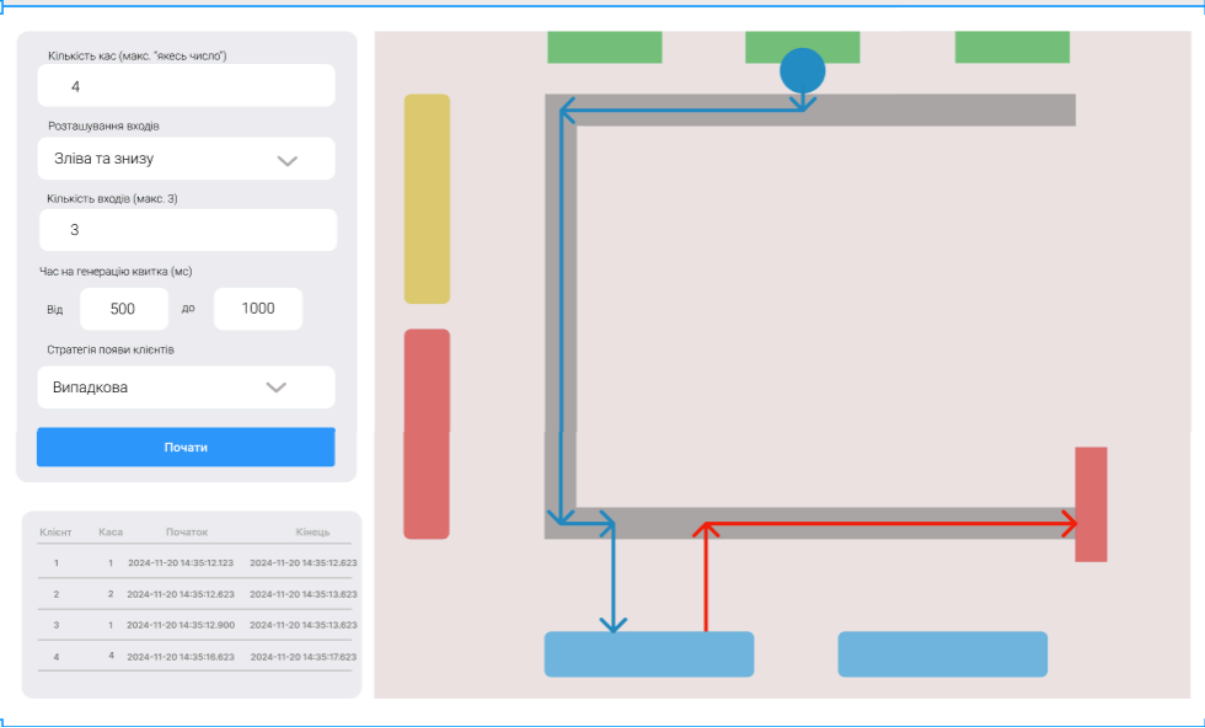 Кількість кас (макс. "якесь число")
4
Розташування входів
Зліва та знизу
Кількість входів (макс. 3)
3
Час на генерацію квитка (мс)
Від 500 до 1000
Стратегія появи клієнтів
Випадкова
Почати
Клієнт Каса Початок Кінець
1 1 2024-11-20 14:35:12.123 2024-11-20 14:35:12.623
2 2 2024-11-20 14:35:12.623 2024-11-20 14:35:13.623
3 1 2024-11-20 14:35:12.900 2024-11-20 14:35:13.623
4 4 2024-11-20 14:35:16.623 2024-11-20 14:35:17.623